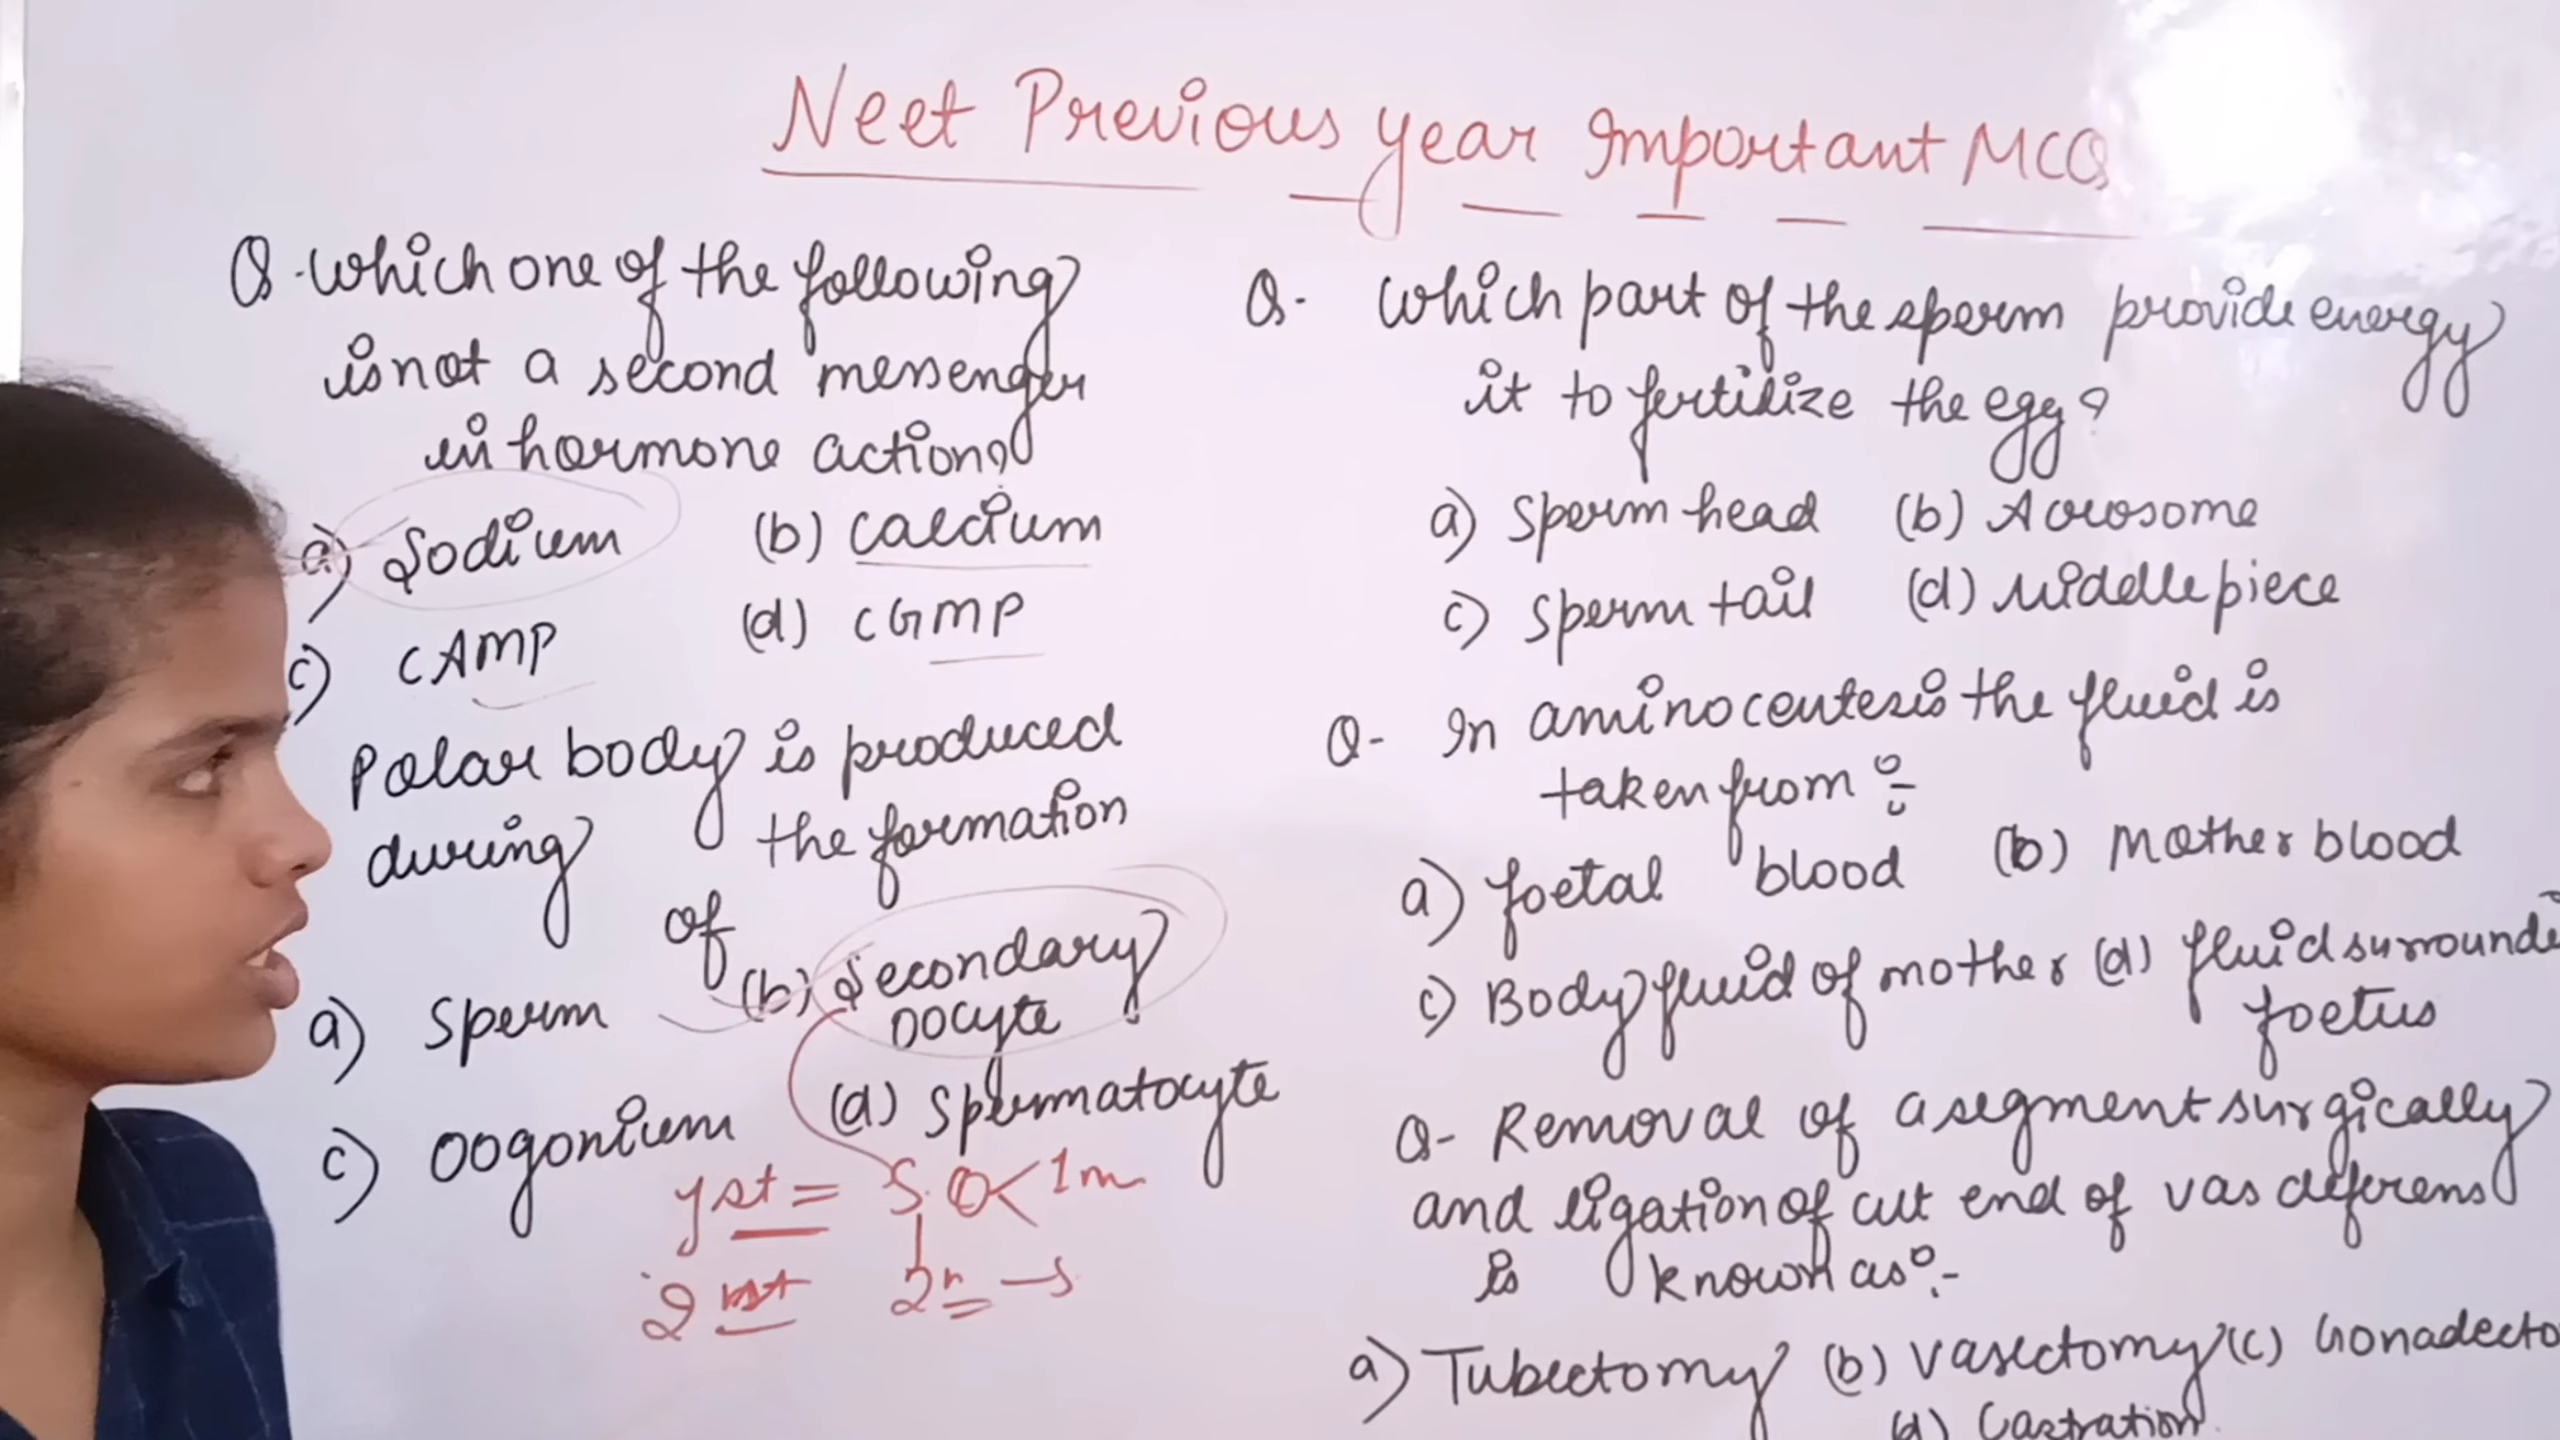 Neet Previous year Important MCQ
Q. which one of the following
is not a second messenger
in hormone action?
a) Sodium (b) calcium
c) cAMP (d) cGMP
Polar body is produced
during the formation
of
a) Sperm (b) Secondary
oocyte
c) oogonium (d) spermatocyte
1st = S.O< 1m
2 2n - s
Q- which part of the sperm provide energy
it to fertilize the egg?
a) Sperm head (b) Acrosome
c) Sperm tail (d) Middle piece
Q- In aminocentesis the fluid is
taken from :-
a) foetal blood (b) Mother blood
c) Body fluid of mother (d) fluid surroundi
foetus
Q- Removal of a segment surgically
and ligation of cut end of vas deferens
is known as :-
a) Tubectomy (b) Vasectomy (c) Gonadecto
(d) Castration.